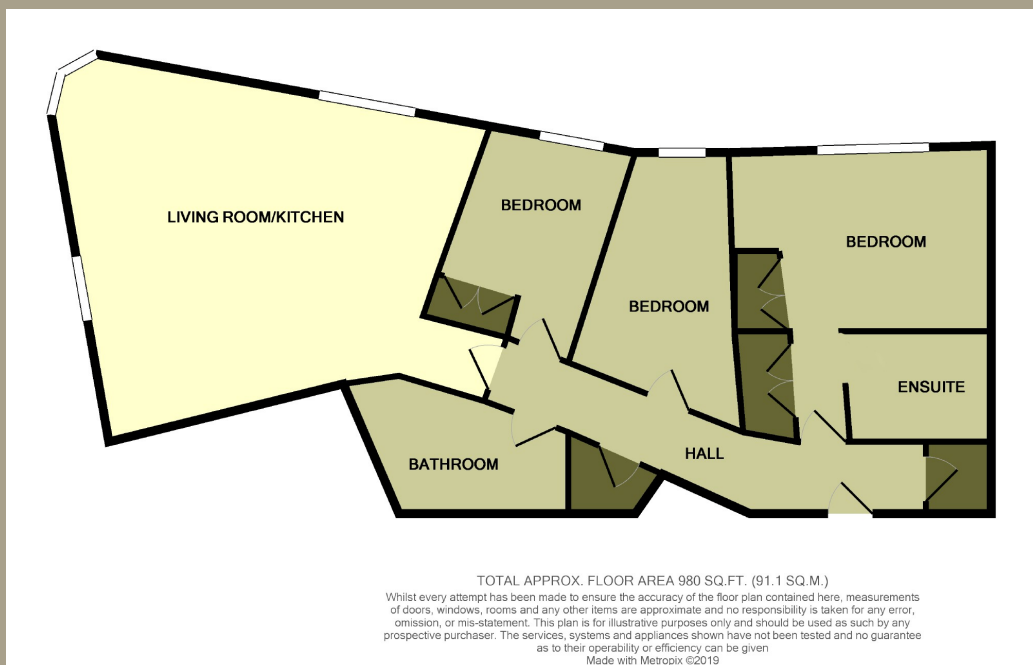 LIVING ROOM/KITCHEN
BEDROOM
BEDROOM
BEDROOM
ENSUITE
BATHROOM
HALL
TOTAL APPROX. FLOOR AREA 980 SQ.FT. (91.1 SQ.M.)
Whilst every attempt has been made to ensure the accuracy of the floor plan contained here, measurements
of doors, windows, rooms and any other items are approximate and no responsibility is taken for any error,
omission, or mis-statement. This plan is for illustrative purposes only and should be used as such by any
prospective purchaser. The services, systems and appliances shown have not been tested and no guarantee
as to their operability or efficiency can be given
Made with Metropix ©2019